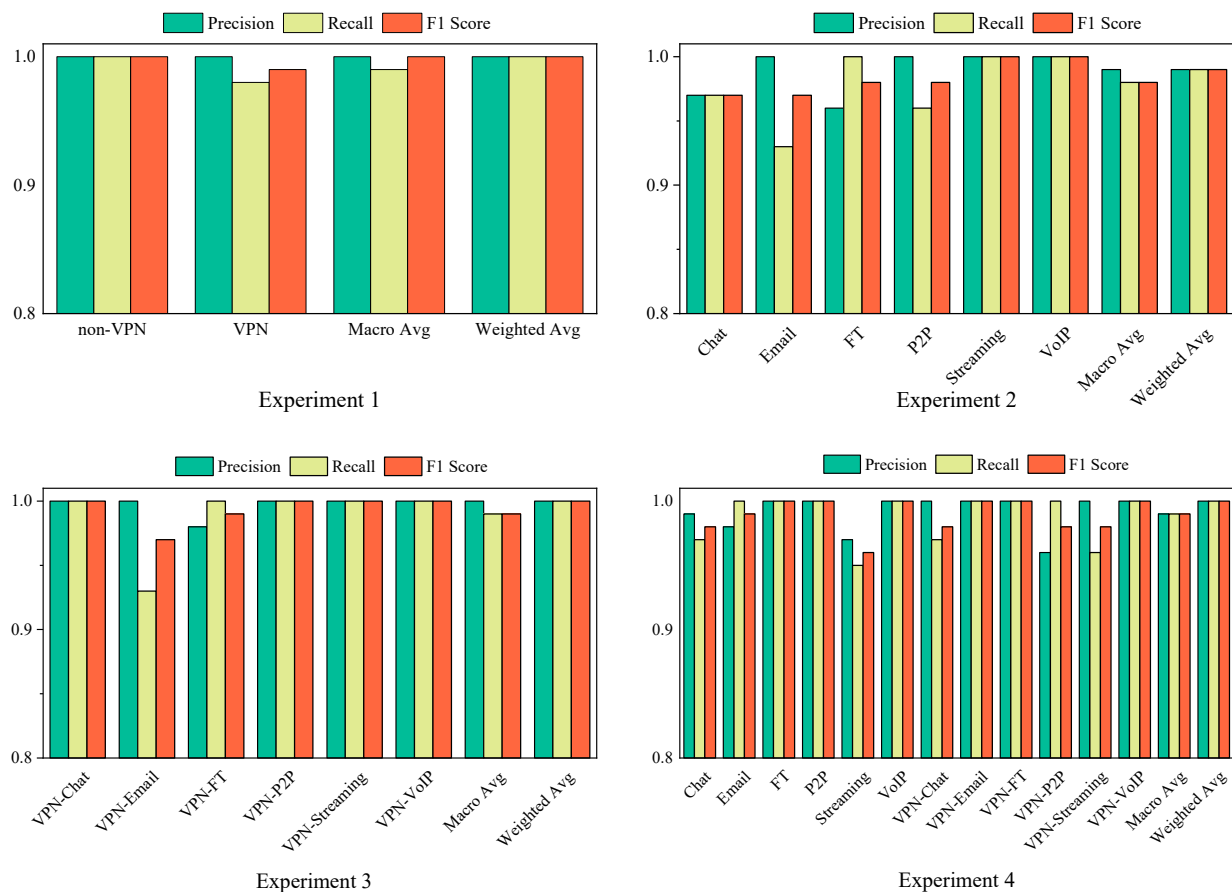 Precision Recall F1 Score
1.0
0.9
0.8
non-VPN VPN Macro Avg Weighted Avg
Experiment 1
Precision Recall F1 Score
1.0
0.9
0.8
Chat Email FT P2P Streaming VoIP Macro Avg Weighted Avg
Experiment 2
Precision Recall F1 Score
1.0
0.9
0.8
VPN-Chat VPN-Email VPN-FT VPN-P2P VPN-Streaming VPN-VoIP Macro Avg Weighted Avg
Experiment 3
Precision Recall F1 Score
1.0
0.9
0.8
Chat Email FT P2P Streaming VoIP VPN-Chat VPN-Email VPN-FT VPN-P2P VPN-Streaming VPN-VoIP Macro Avg Weighted Avg
Experiment 4